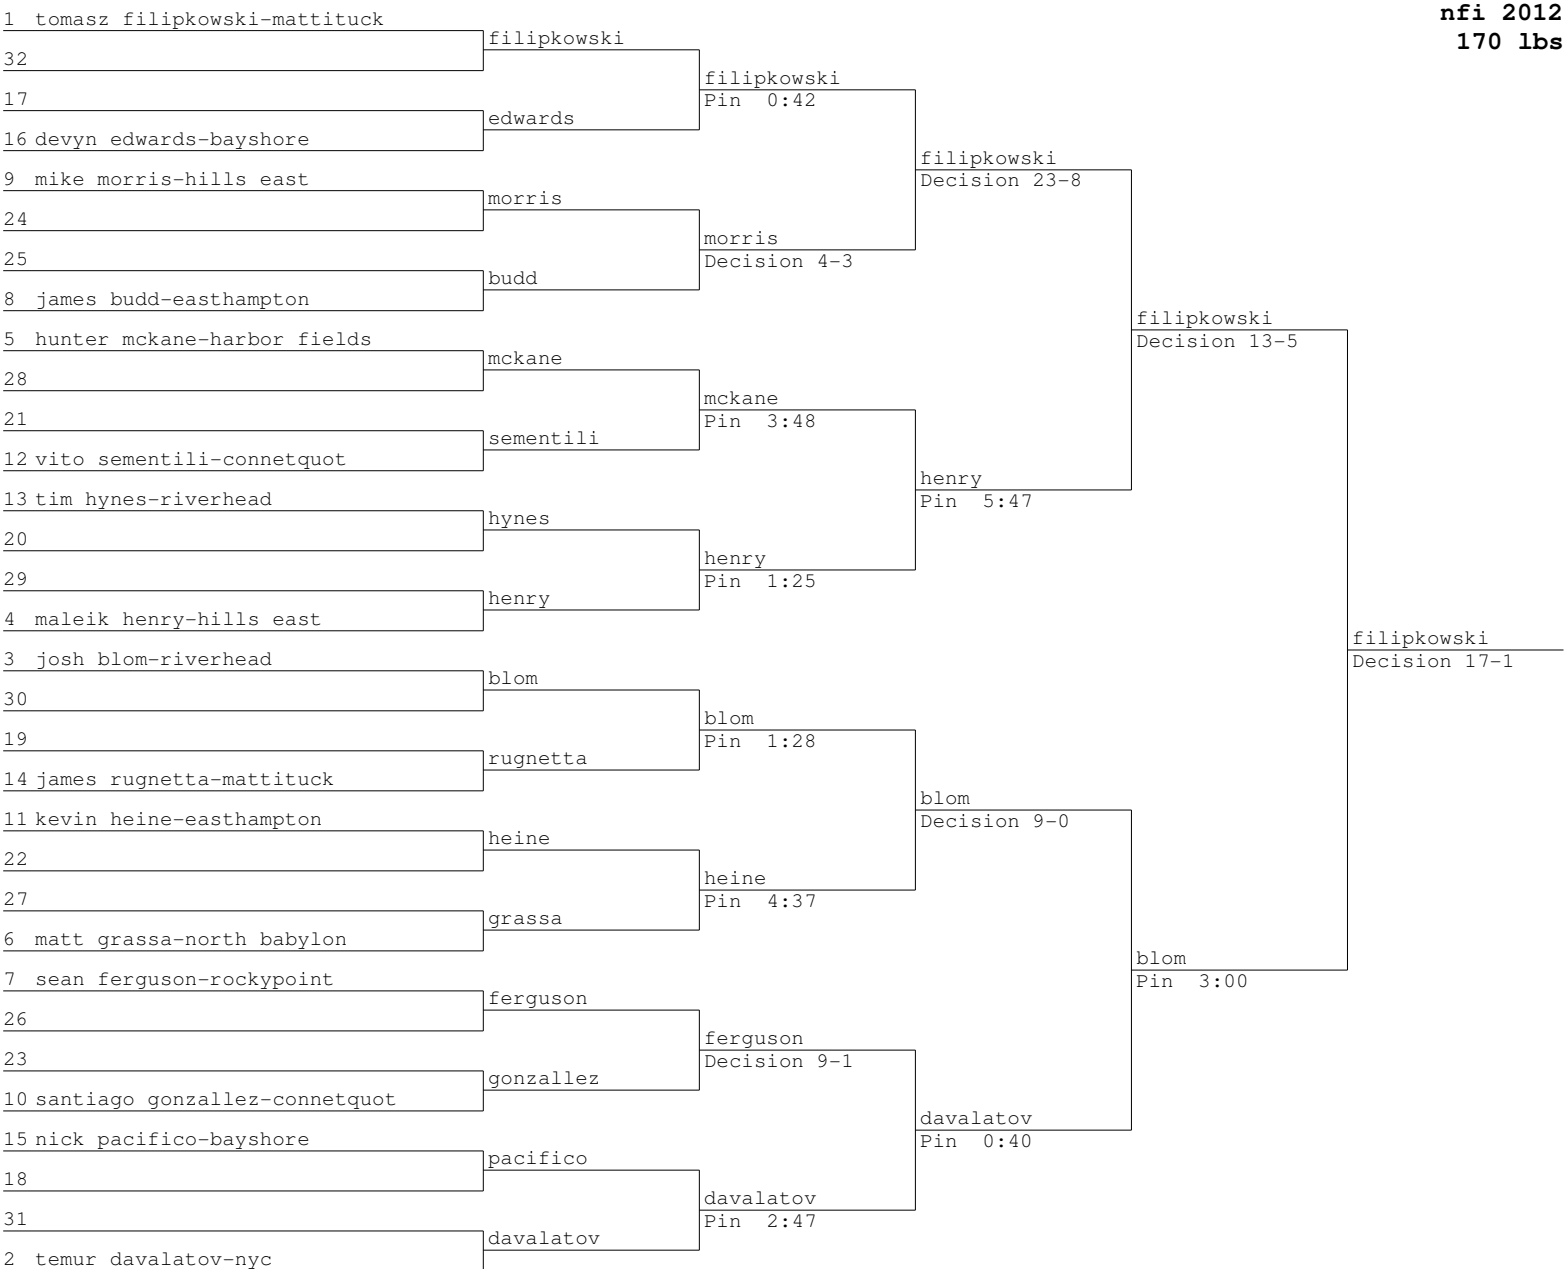 nfi 2012
170 lbs
1 tomasz filipkowski-mattituck
32
17
16 devyn edwards-bayshore
9 mike morris-hills east
24
25
8 james budd-easthampton
5 hunter mckane-harbor fields
28
21
12 vito sementili-connetquot
13 tim hynes-riverhead
20
29
4 maleik henry-hills east
3 josh blom-riverhead
30
19
14 james rugnetta-mattituck
11 kevin heine-easthampton
22
27
6 matt grassa-north babylon
7 sean ferguson-rockypoint
26
23
10 santiago gonzallez-connetquot
15 nick pacifico-bayshore
18
31
2 temur davalatov-nyc
filipkowski
edwards
morris
budd
mckane
sementili
hynes
henry
blom
rugnetta
heine
grassa
ferguson
gonzallez
pacifico
davalatov
filipkowski
Pin 0:42
morris
Decision 4-3
mckane
Pin 3:48
henry
Pin 1:25
blom
Pin 1:28
heine
Pin 4:37
ferguson
Decision 9-1
davalatov
Pin 2:47
filipkowski
Decision 23-8
henry
Pin 5:47
blom
Decision 9-0
davalatov
Pin 0:40
filipkowski
Decision 13-5
blom
Pin 3:00
filipkowski
Decision 17-1